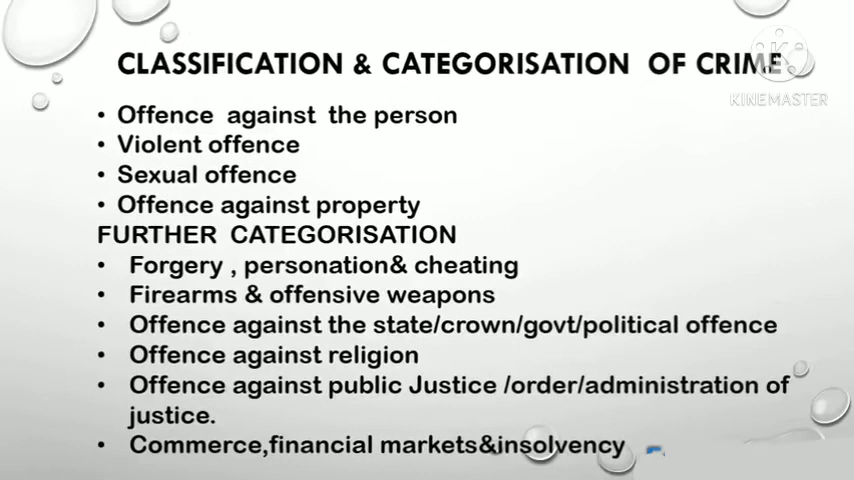 CLASSIFICATION & CATEGORISATION OF CRIME
KINEMASTER
• Offence against the person
• Violent offence
• Sexual offence
• Offence against property
FURTHER CATEGORISATION
• Forgery , personation& cheating
• Firearms & offensive weapons
• Offence against the state/crown/govt/political offence
• Offence against religion
• Offence against public Justice /order/administration of
justice.
• Commerce,financial markets&insolvency